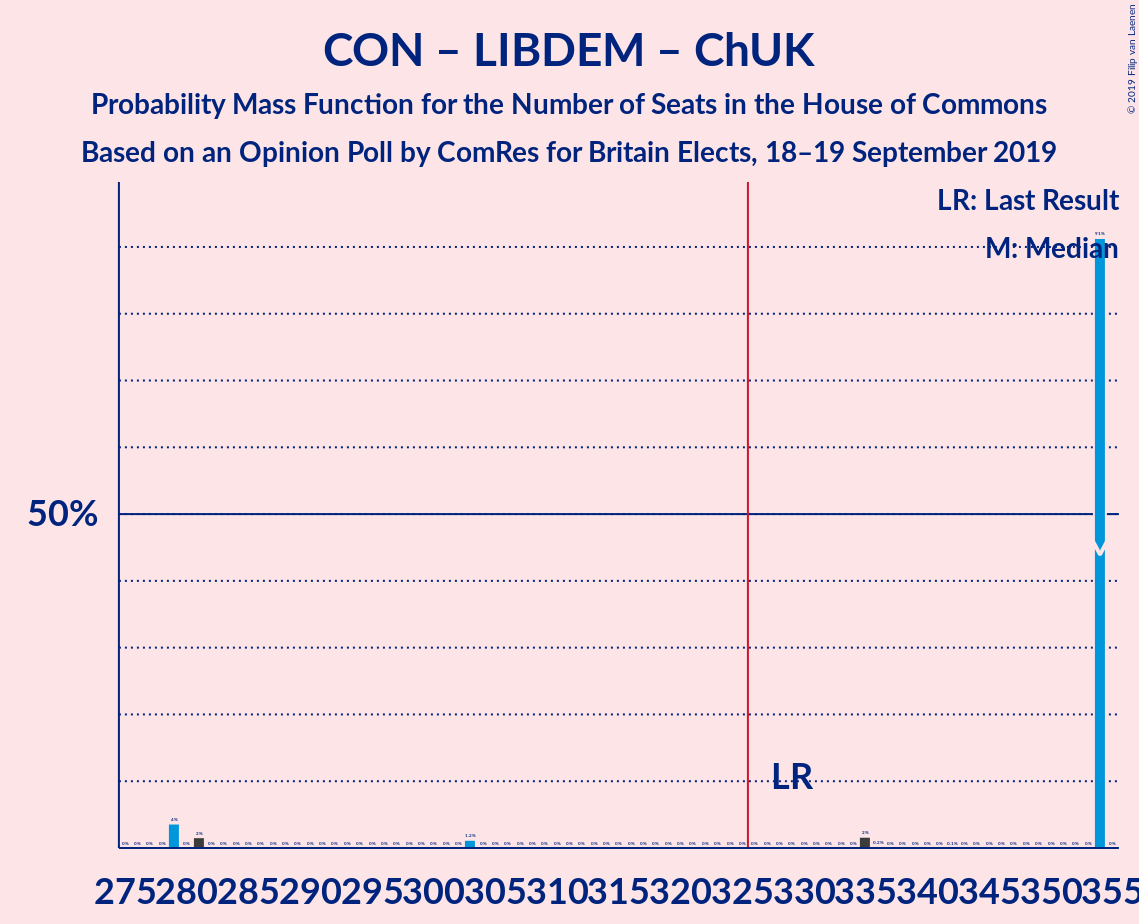 CON – LIBDEM – ChUK
Probability Mass Function for the Number of Seats in the House of Commons
Based on an Opinion Poll by ComRes for Britain Elects, 18–19 September 2019
© 2019 Filip van Laenen
LR: Last Result
M: Median
91%
50%
M
LR
4%
2%
1.2%
2%
0.2%
0.1%
275 280 285 290 295 300 305 310 315 320 325 330 335 340 345 350 355